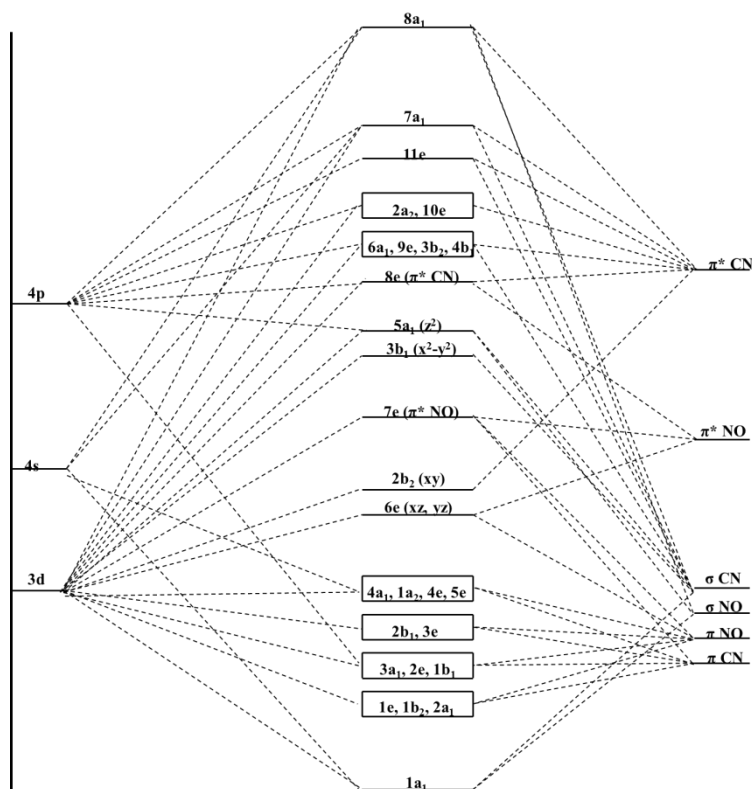 8a₁
7a₁
11e
2a₂, 10e
6a₁, 9e, 3b₂, 4b₁
π* CN
8e (π* CN)
4p
5a₁ (z²)
3b₁ (x²-y²)
7e (π* NO)
π* NO
4s
2b₂ (xy)
6e (xz, yz)
3d
σ CN
4a₁, 1a₂, 4e, 5e
σ NO
2b₁, 3e
π NO
3a₁, 2e, 1b₁
π CN
1e, 1b₂, 2a₁
1a₁